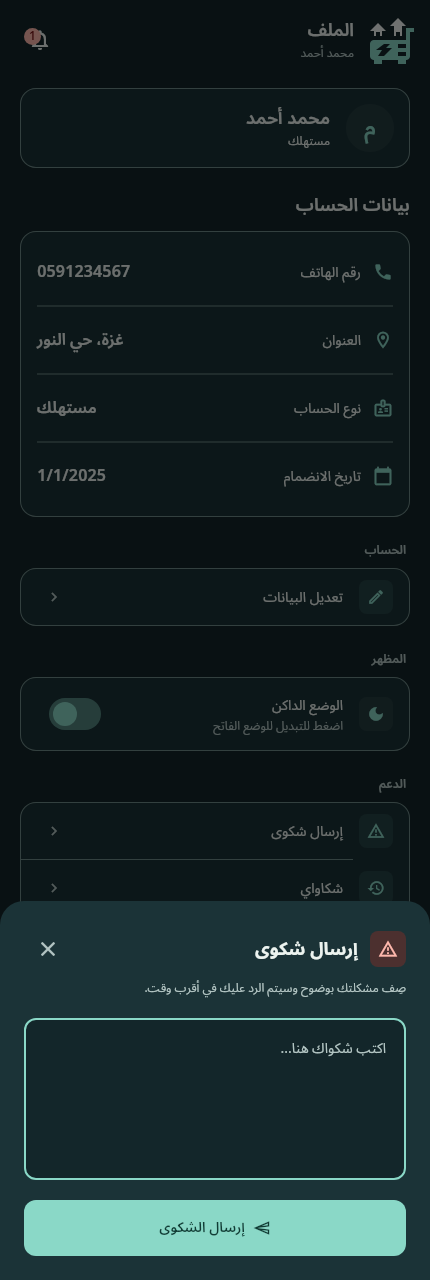 الملف
محمد أحمد
1
م
محمد أحمد
مستهلك
بيانات الحساب
رقم الهاتف 0591234567
العنوان غزة، حي النور
نوع الحساب مستهلك
تاريخ الانضمام 1/1/2025
الحساب
تعديل البيانات
المظهر
الوضع الداكن
اضغط للتبديل للوضع الفاتح
الدعم
إرسال شكوى
شكاواي
إرسال شكوى
صِف مشكلتك بوضوح وسيتم الرد عليك في أقرب وقت.
اكتب شكواك هنا...
إرسال الشكوى